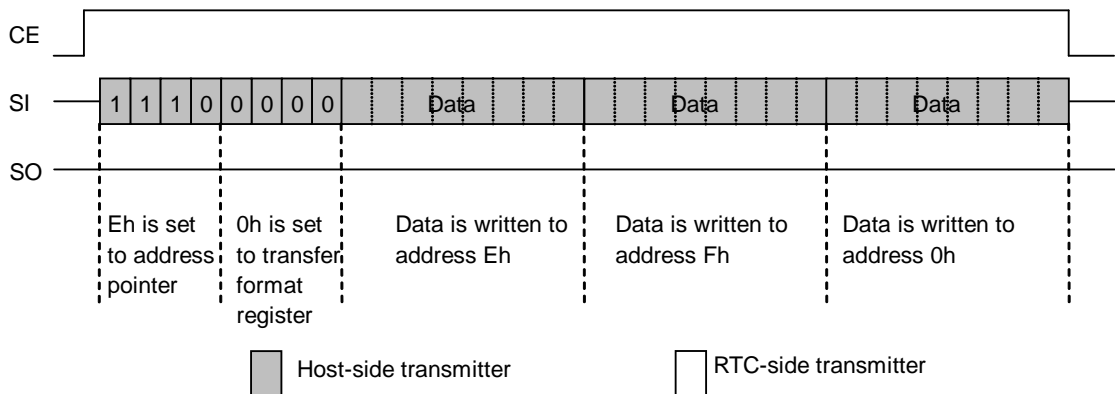 CE
SI 1 1 1 0 0 0 0 0 Data Data Data
SO
Eh is set
to address
pointer
0h is set
to transfer
format
register
Data is written to
address Eh
Data is written to
address Fh
Data is written to
address 0h
Host-side transmitter
RTC-side transmitter